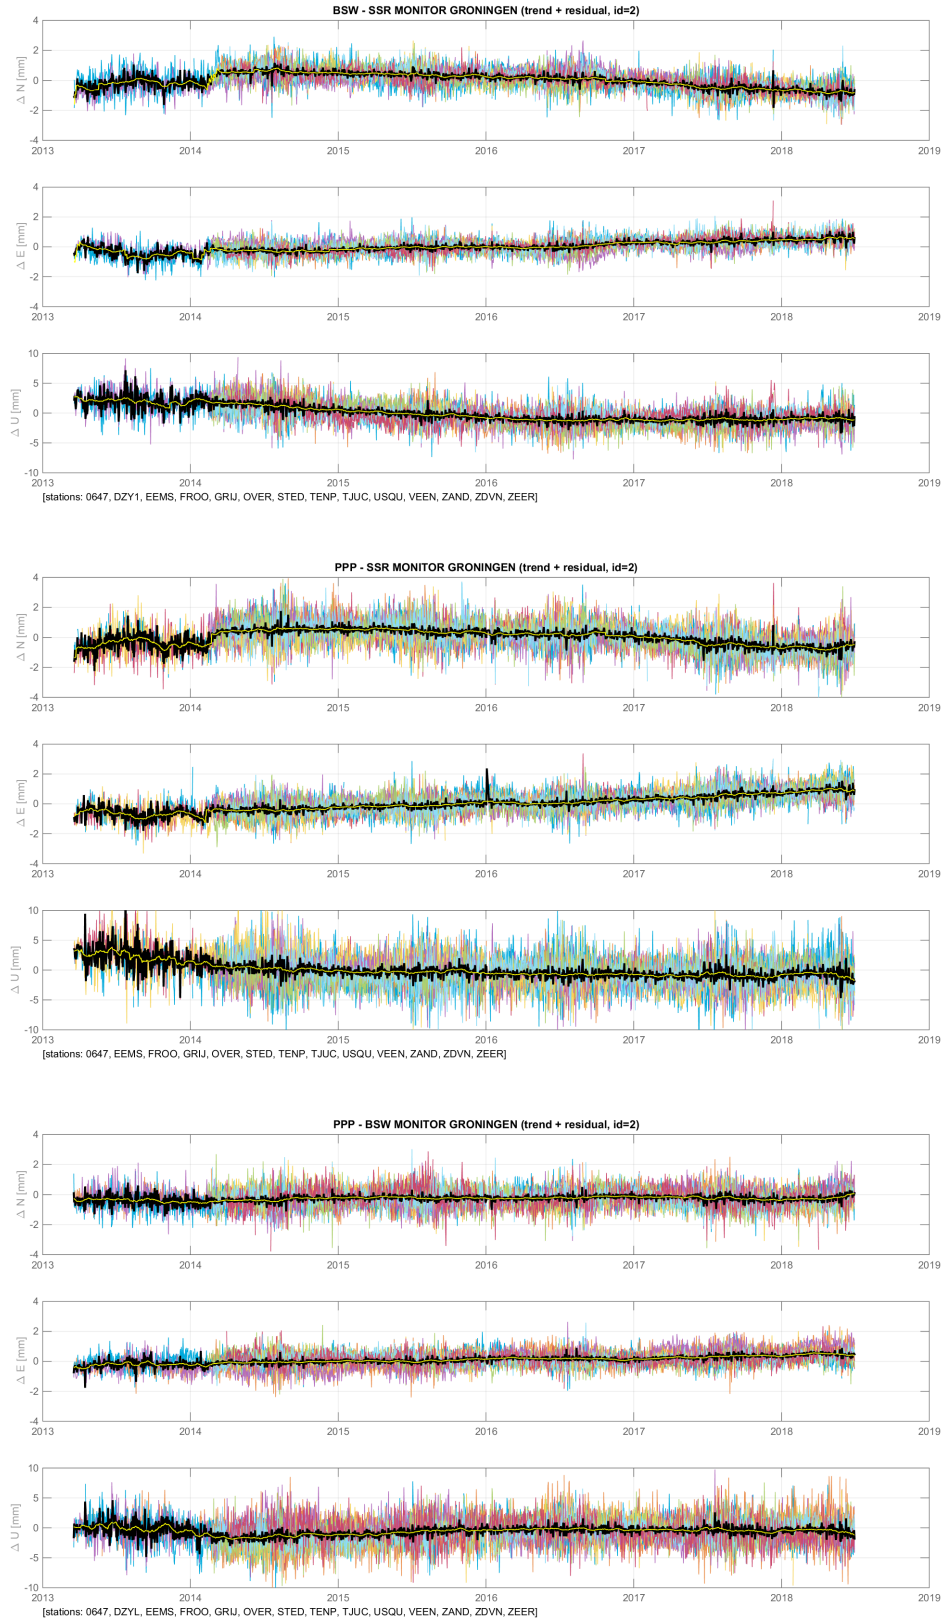 BSW - SSR MONITOR GRONINGEN (trend + residual, id=2)
4
2
0
-2
-4
Δ N [mm]
2013 2014 2015 2016 2017 2018 2019
4
2
0
-2
-4
Δ E [mm]
2013 2014 2015 2016 2017 2018 2019
10
5
0
-5
-10
Δ U [mm]
2013 2014 2015 2016 2017 2018 2019
[stations: 0647, DZY1, EEMS, FROO, GRIJ, OVER, STED, TENP, TJUC, USQU, VEEN, ZAND, ZDVN, ZEER]
PPP - SSR MONITOR GRONINGEN (trend + residual, id=2)
4
2
0
-2
-4
Δ N [mm]
2013 2014 2015 2016 2017 2018 2019
4
2
0
-2
-4
Δ E [mm]
2013 2014 2015 2016 2017 2018 2019
10
5
0
-5
-10
Δ U [mm]
2013 2014 2015 2016 2017 2018 2019
[stations: 0647, EEMS, FROO, GRIJ, OVER, STED, TENP, TJUC, USQU, VEEN, ZAND, ZDVN, ZEER]
PPP - BSW MONITOR GRONINGEN (trend + residual, id=2)
4
2
0
-2
-4
Δ N [mm]
2013 2014 2015 2016 2017 2018 2019
4
2
0
-2
-4
Δ E [mm]
2013 2014 2015 2016 2017 2018 2019
10
5
0
-5
-10
Δ U [mm]
2013 2014 2015 2016 2017 2018 2019
[stations: 0647, DZYL, EEMS, FROO, GRIJ, OVER, STED, TENP, TJUC, USQU, VEEN, ZAND, ZDVN, ZEER]